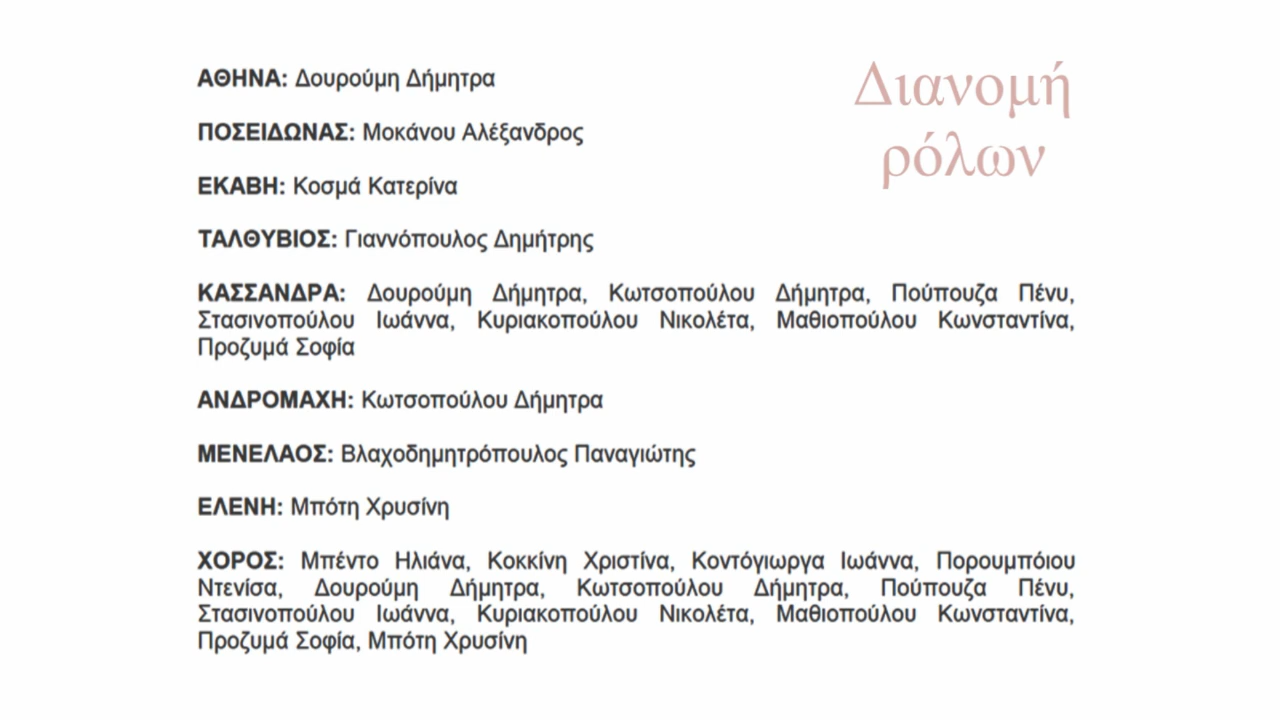 Διανομή
ρόλων
ΑΘΗΝΑ: Δουρούμη Δήμητρα
ΠΟΣΕΙΔΩΝΑΣ: Μοκάνου Αλέξανδρος
ΕΚΑΒΗ: Κοσμά Κατερίνα
ΤΑΛΘΥΒΙΟΣ: Γιαννόπουλος Δημήτρης
ΚΑΣΣΑΝΔΡΑ: Δουρούμη Δήμητρα, Κωτσοπούλου Δήμητρα, Πούπουζα Πένυ,
Στασινοπούλου Ιωάννα, Κυριακοπούλου Νικολέτα, Μαθιοπούλου Κωνσταντίνα,
Προζυμά Σοφία
ΑΝΔΡΟΜΑΧΗ: Κωτσοπούλου Δήμητρα
ΜΕΝΕΛΑΟΣ: Βλαχοδημητρόπουλος Παναγιώτης
ΕΛΕΝΗ: Μπότη Χρυσίνη
ΧΟΡΟΣ: Μπέντο Ηλιάνα, Κοκκίνη Χριστίνα, Κοντόγιωργα Ιωάννα, Πορουμπόιου
Ντενίσα, Δουρούμη Δήμητρα, Κωτσοπούλου Δήμητρα, Πούπουζα Πένυ,
Στασινοπούλου Ιωάννα, Κυριακοπούλου Νικολέτα, Μαθιοπούλου Κωνσταντίνα,
Προζυμά Σοφία, Μπότη Χρυσίνη